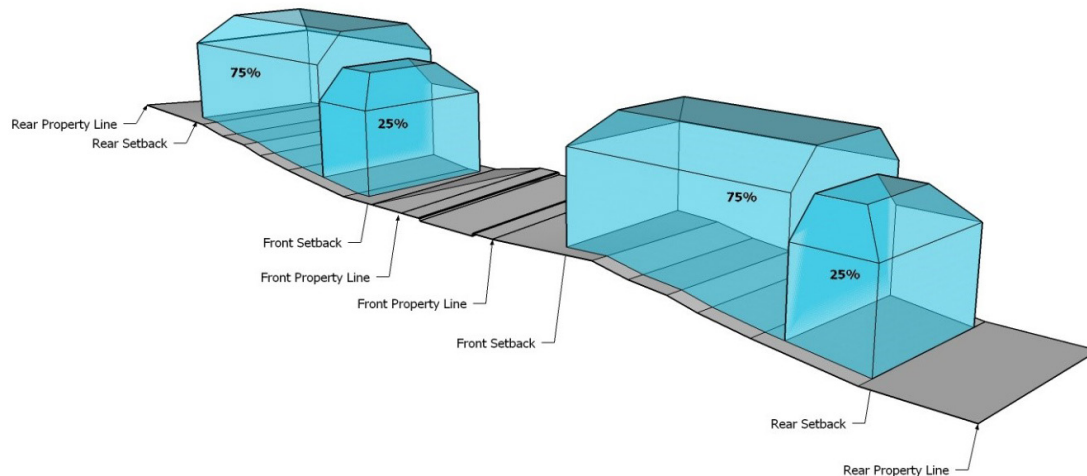 75%
25%
Rear Property Line
Rear Setback
75%
Front Setback
Front Property Line
25%
Front Property Line
Front Setback
Rear Setback
Rear Property Line